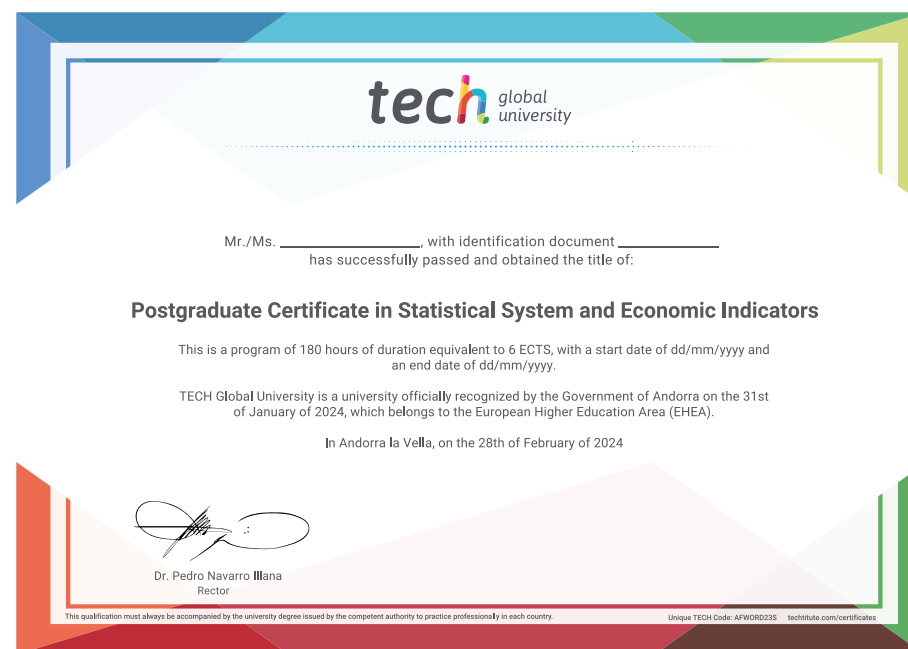 tech global university
Mr./Ms. ____________________, with identification document ______________
has successfully passed and obtained the title of:
Postgraduate Certificate in Statistical System and Economic Indicators
This is a program of 180 hours of duration equivalent to 6 ECTS, with a start date of dd/mm/yyyy and
an end date of dd/mm/yyyy.
TECH Global University is a university officially recognized by the Government of Andorra on the 31st
of January of 2024, which belongs to the European Higher Education Area (EHEA).
In Andorra la Vella, on the 28th of February of 2024
Dr. Pedro Navarro Illana
Rector
This qualification must always be accompanied by the university degree issued by the competent authority to practice professionally in each country.
Unique TECH Code: AFWORD23S techtitute.com/certificates